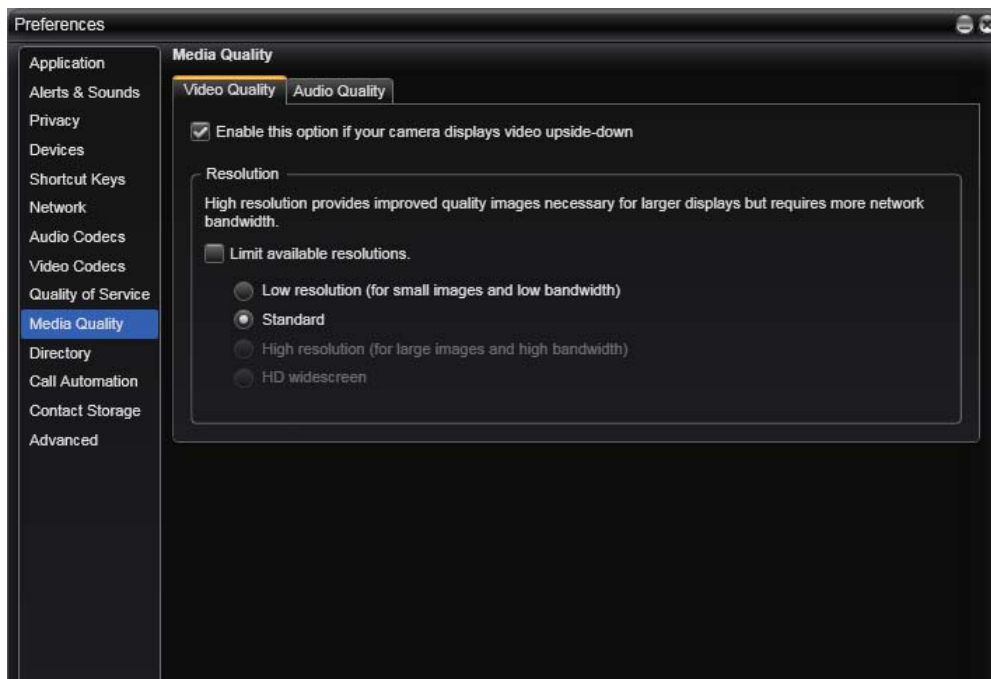 Preferences
Application
Alerts & Sounds
Privacy
Devices
Shortcut Keys
Network
Audio Codecs
Video Codecs
Quality of Service
Media Quality
Directory
Call Automation
Contact Storage
Advanced
Media Quality
Video Quality
Audio Quality
Enable this option if your camera displays video upside-down
Resolution
High resolution provides improved quality images necessary for larger displays but requires more network
bandwidth.
Limit available resolutions.
Low resolution (for small images and low bandwidth)
Standard
High resolution (for large images and high bandwidth)
HD widescreen